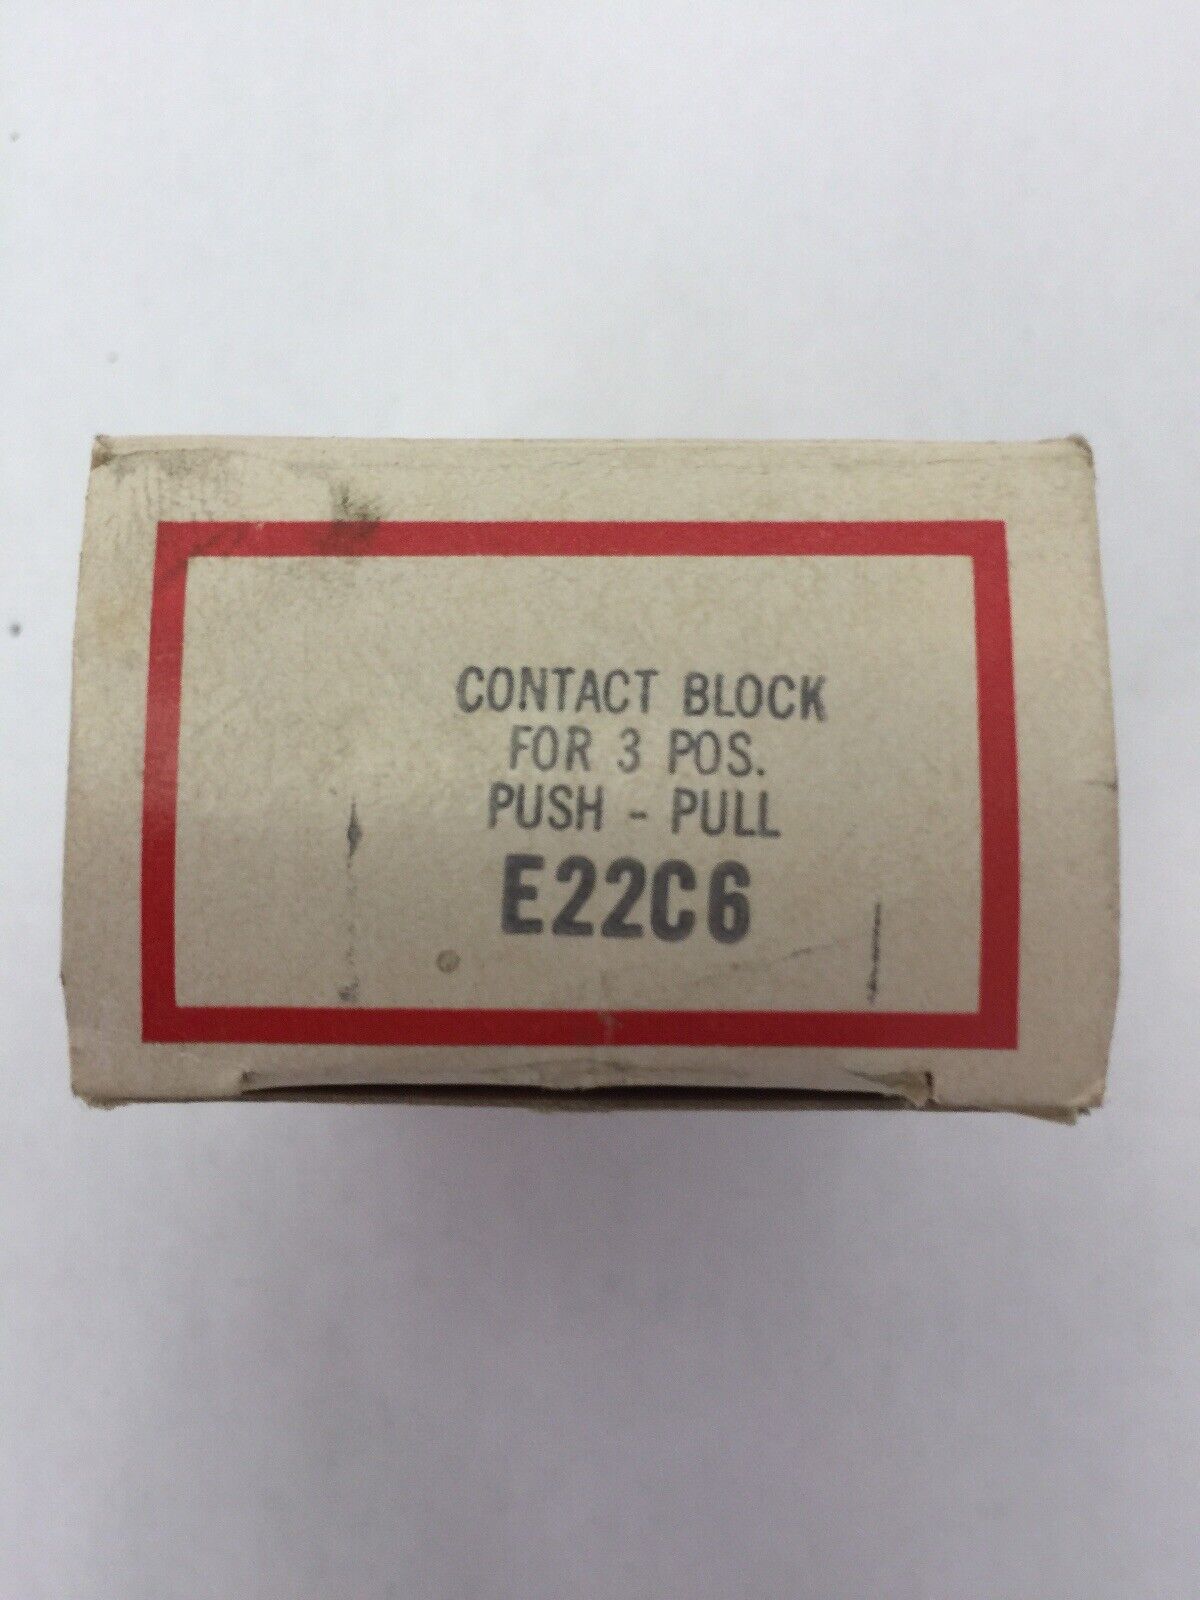 CONTACT BLOCK
FOR 3 POS.
PUSH - PULL
E22C6